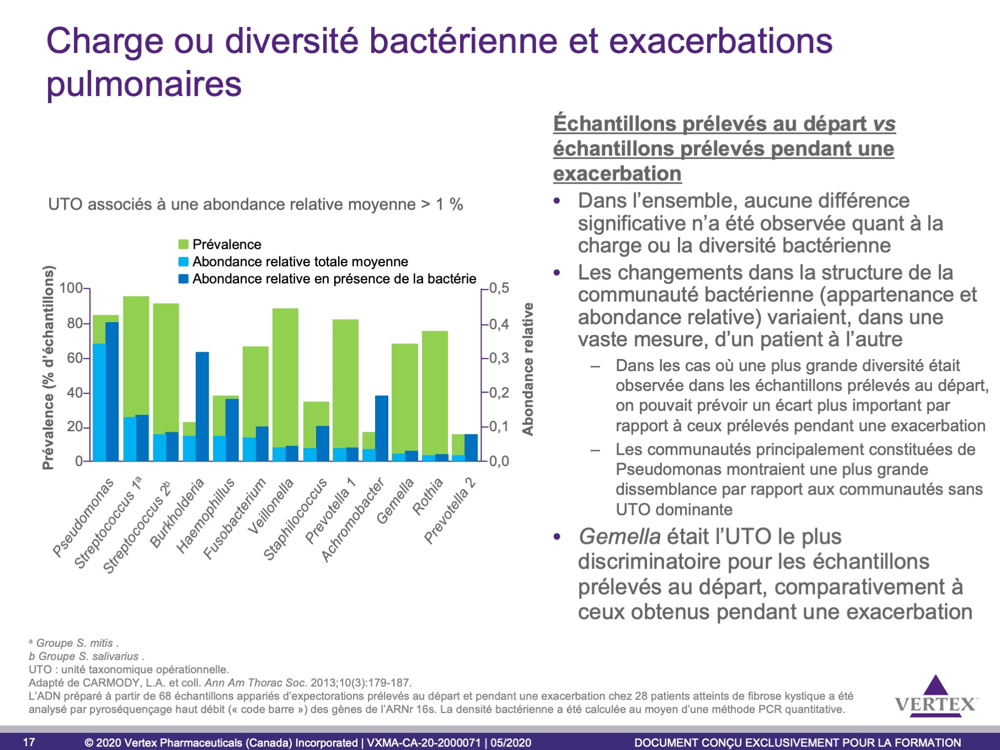 Charge ou diversité bactérienne et exacerbations
pulmonaires
UTO associés à une abondance relative moyenne > 1 %
Prévalence
Abondance relative totale moyenne
Abondance relative en présence de la bactérie
Prévalence (% d’échantillons)
100
80
60
40
20
0
0,5
0,4
0,3
0,2
0,1
0,0
Abondance relative
Pseudomonas
Streptococcus 1a
Streptococcus 2b
Burkholderia
Haemophillus
Fusobacterium
Veillonella
Staphilococcus
Prevotella 1
Achromobacter
Gemella
Rothia
Prevotella 2
Échantillons prélevés au départ vs
échantillons prélevés pendant une
exacerbation
• Dans l’ensemble, aucune différence
significative n’a été observée quant à la
charge ou la diversité bactérienne
• Les changements dans la structure de la
communauté bactérienne (appartenance et
abondance relative) variaient, dans une
vaste mesure, d’un patient à l’autre
– Dans les cas où une plus grande diversité était
observée dans les échantillons prélevés au départ,
on pouvait prévoir un écart plus important par
rapport à ceux prélevés pendant une exacerbation
– Les communautés principalement constituées de
Pseudomonas montraient une plus grande
dissemblance par rapport aux communautés sans
UTO dominante
• Gemella était l’UTO le plus
discriminatoire pour les échantillons
prélevés au départ, comparativement à
ceux obtenus pendant une exacerbation
a Groupe S. mitis .
b Groupe S. salivarius .
UTO : unité taxonomique opérationnelle.
Adapté de CARMODY, L.A. et coll. Ann Am Thorac Soc. 2013;10(3):179-187.
L’ADN préparé à partir de 68 échantillons appariés d’expectorations prélevés au départ et pendant une exacerbation chez 28 patients atteints de fibrose kystique a été
analysé par pyroséquençage haut débit (« code barre ») des gènes de l’ARNr 16s. La densité bactérienne a été calculée au moyen d’une méthode PCR quantitative.
VERTEX™
17
© 2020 Vertex Pharmaceuticals (Canada) Incorporated | VXMA-CA-20-2000071 | 05/2020
DOCUMENT CONÇU EXCLUSIVEMENT POUR LA FORMATION